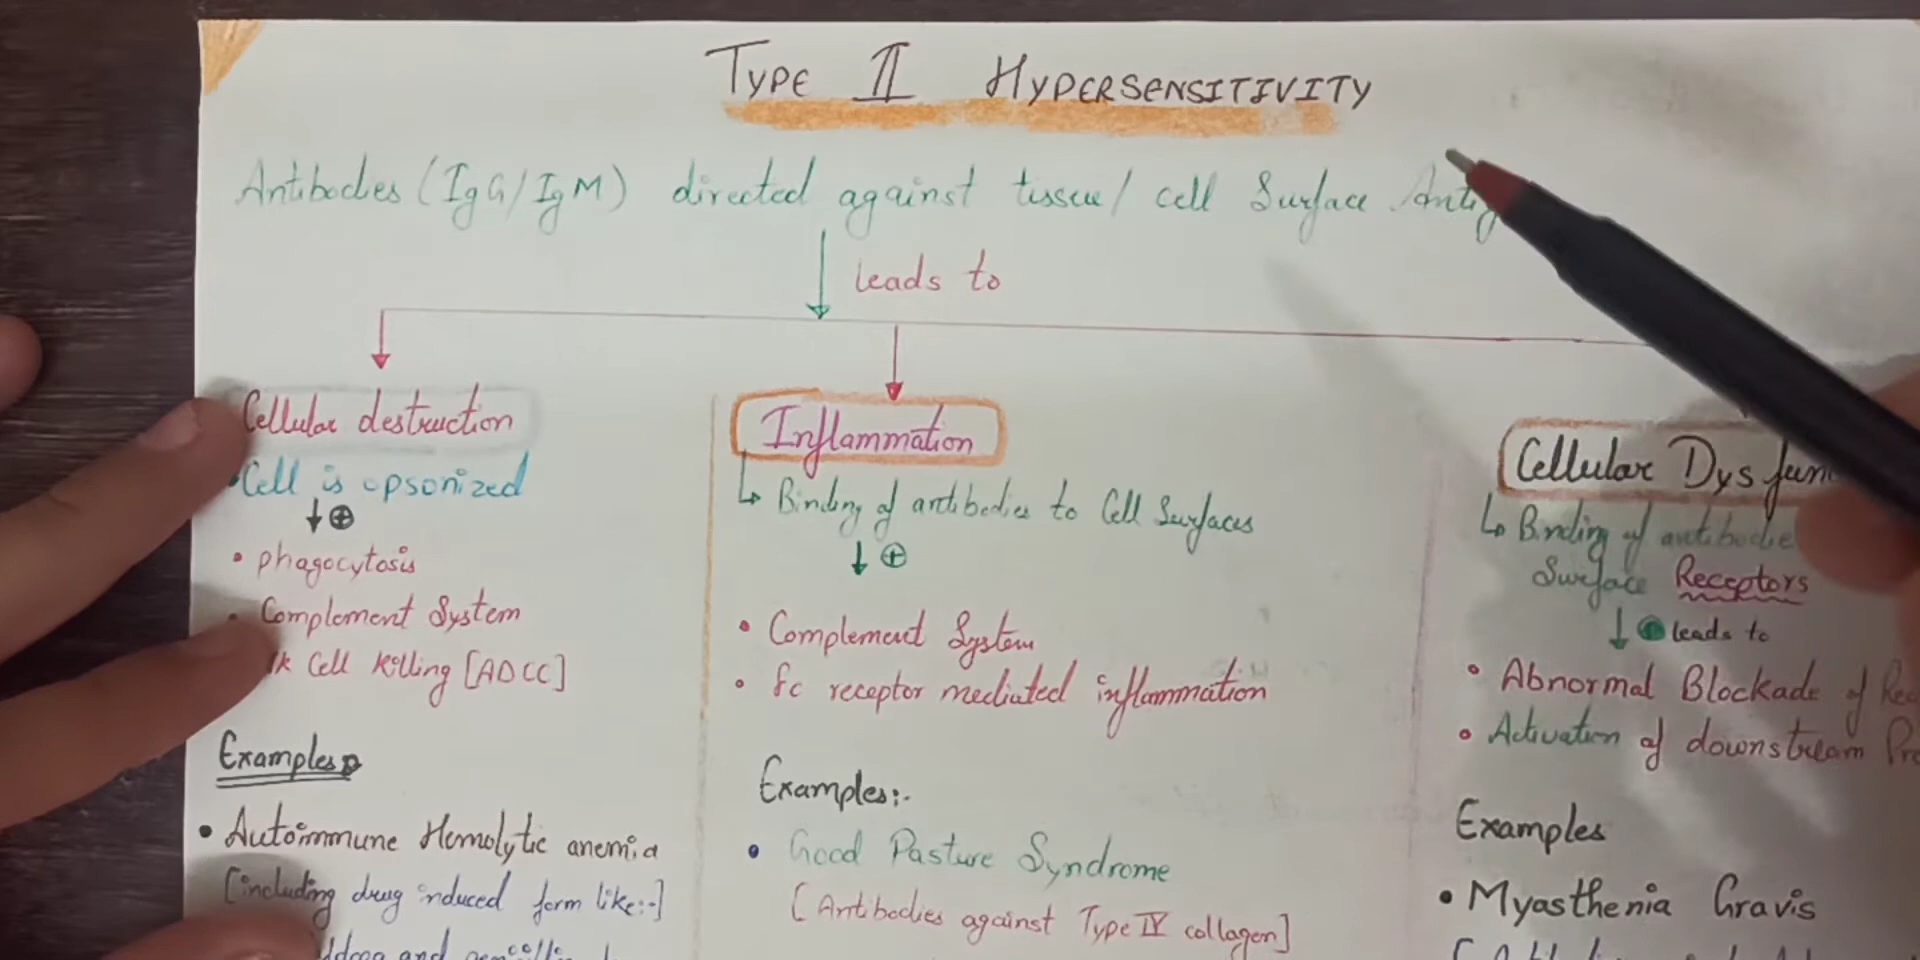 TYPE II HYPERSENSITIVITY
Antibodies (IgG/IgM) directed against tissue/ cell Surface
leads to
Cellular destruction
• Cell is opsonized
↓ ⊕
• phagocytosis
• Complement System
Cell Killing [ADCC]
Examples
• Autoimmune Hemolytic anemia
[including drug induced form like:-]
Inflammation
↳ Binding of antibodies to Cell Surfaces
↓ ⊕
• Complement System
• fc receptor mediated inflammation
Examples:-
• Good Pasture Syndrome
[Antibodies against Type IV collagen]
Cellular
↳ Binding of
Surface Receptors
↓ leads to
• Abnormal Blockade of
• Activation of downstream
Examples
• Myasthenia Gravis